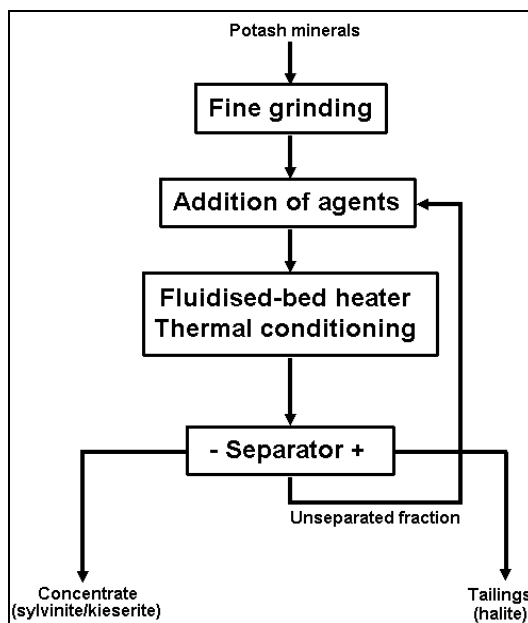 Potash minerals
Fine grinding
Addition of agents
Fluidised-bed heater
Thermal conditioning
- Separator +
Unseparated fraction
Concentrate
(sylvinite/kieserite)
Tailings
(halite)